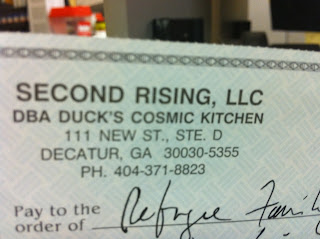 SECOND RISING, LLC
DBA DUCK'S COSMIC KITCHEN
111 NEW ST., STE. D
DECATUR, GA 30030-5355
PH. 404-371-8823
Pay to the
order of Refugee Family